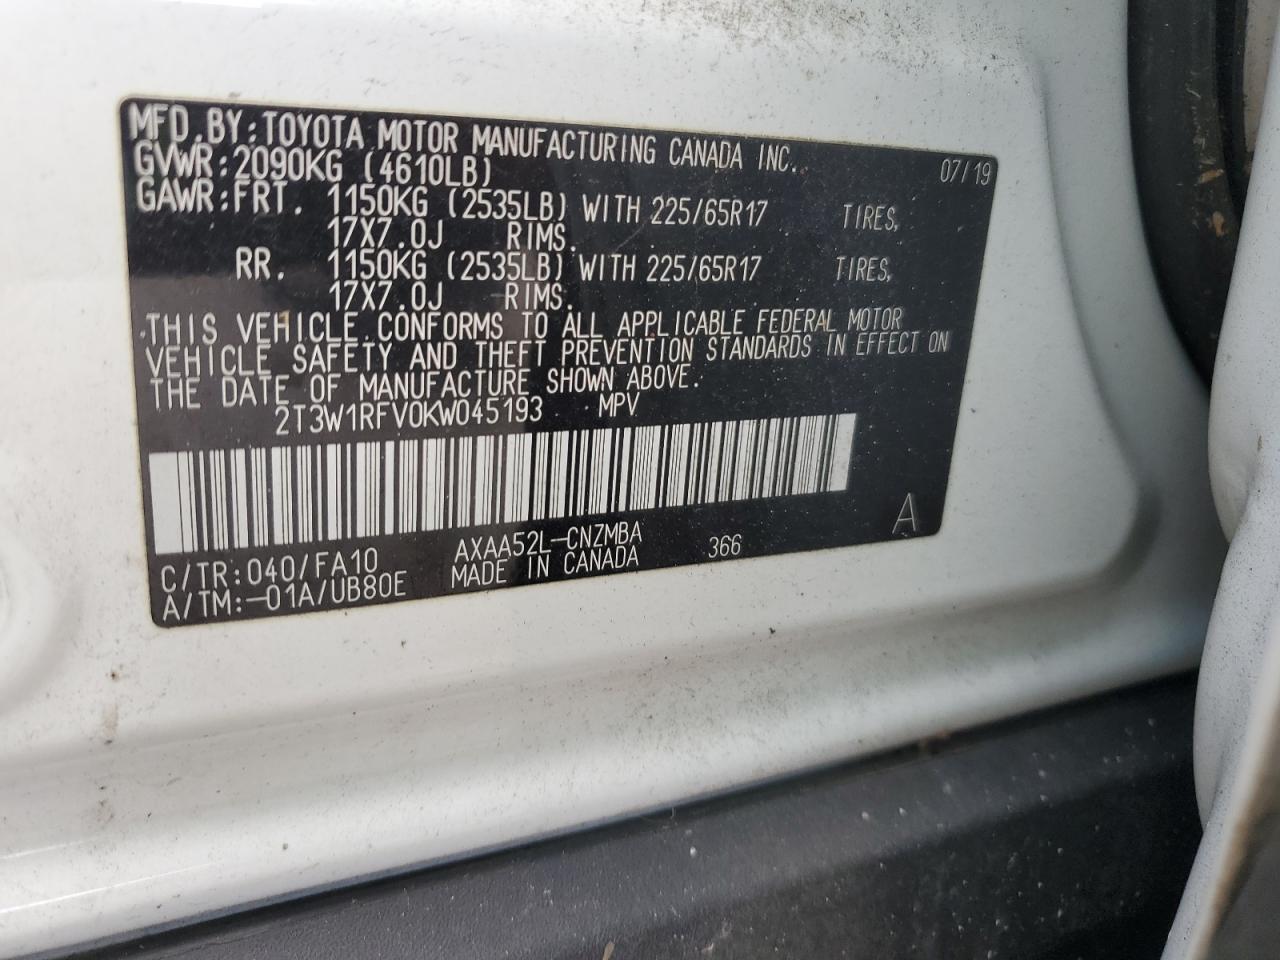 MFD.BY:TOYOTA MOTOR MANUFACTURING CANADA INC. 07/19
GVWR:2090KG (4610LB)
GAWR:FRT. 1150KG (2535LB) WITH 225/65R17 TIRES,
17X7.0J RIMS.
RR. 1150KG (2535LB) WITH 225/65R17 TIRES,
17X7.0J RIMS.
THIS VEHICLE CONFORMS TO ALL APPLICABLE FEDERAL MOTOR
VEHICLE SAFETY AND THEFT PREVENTION STANDARDS IN EFFECT ON
THE DATE OF MANUFACTURE SHOWN ABOVE.
2T3W1RFV0KW045193 MPV
A
C/TR:040/FA10 AXAA52L-CNZMBA 366
A/TM:-01A/UB80E MADE IN CANADA